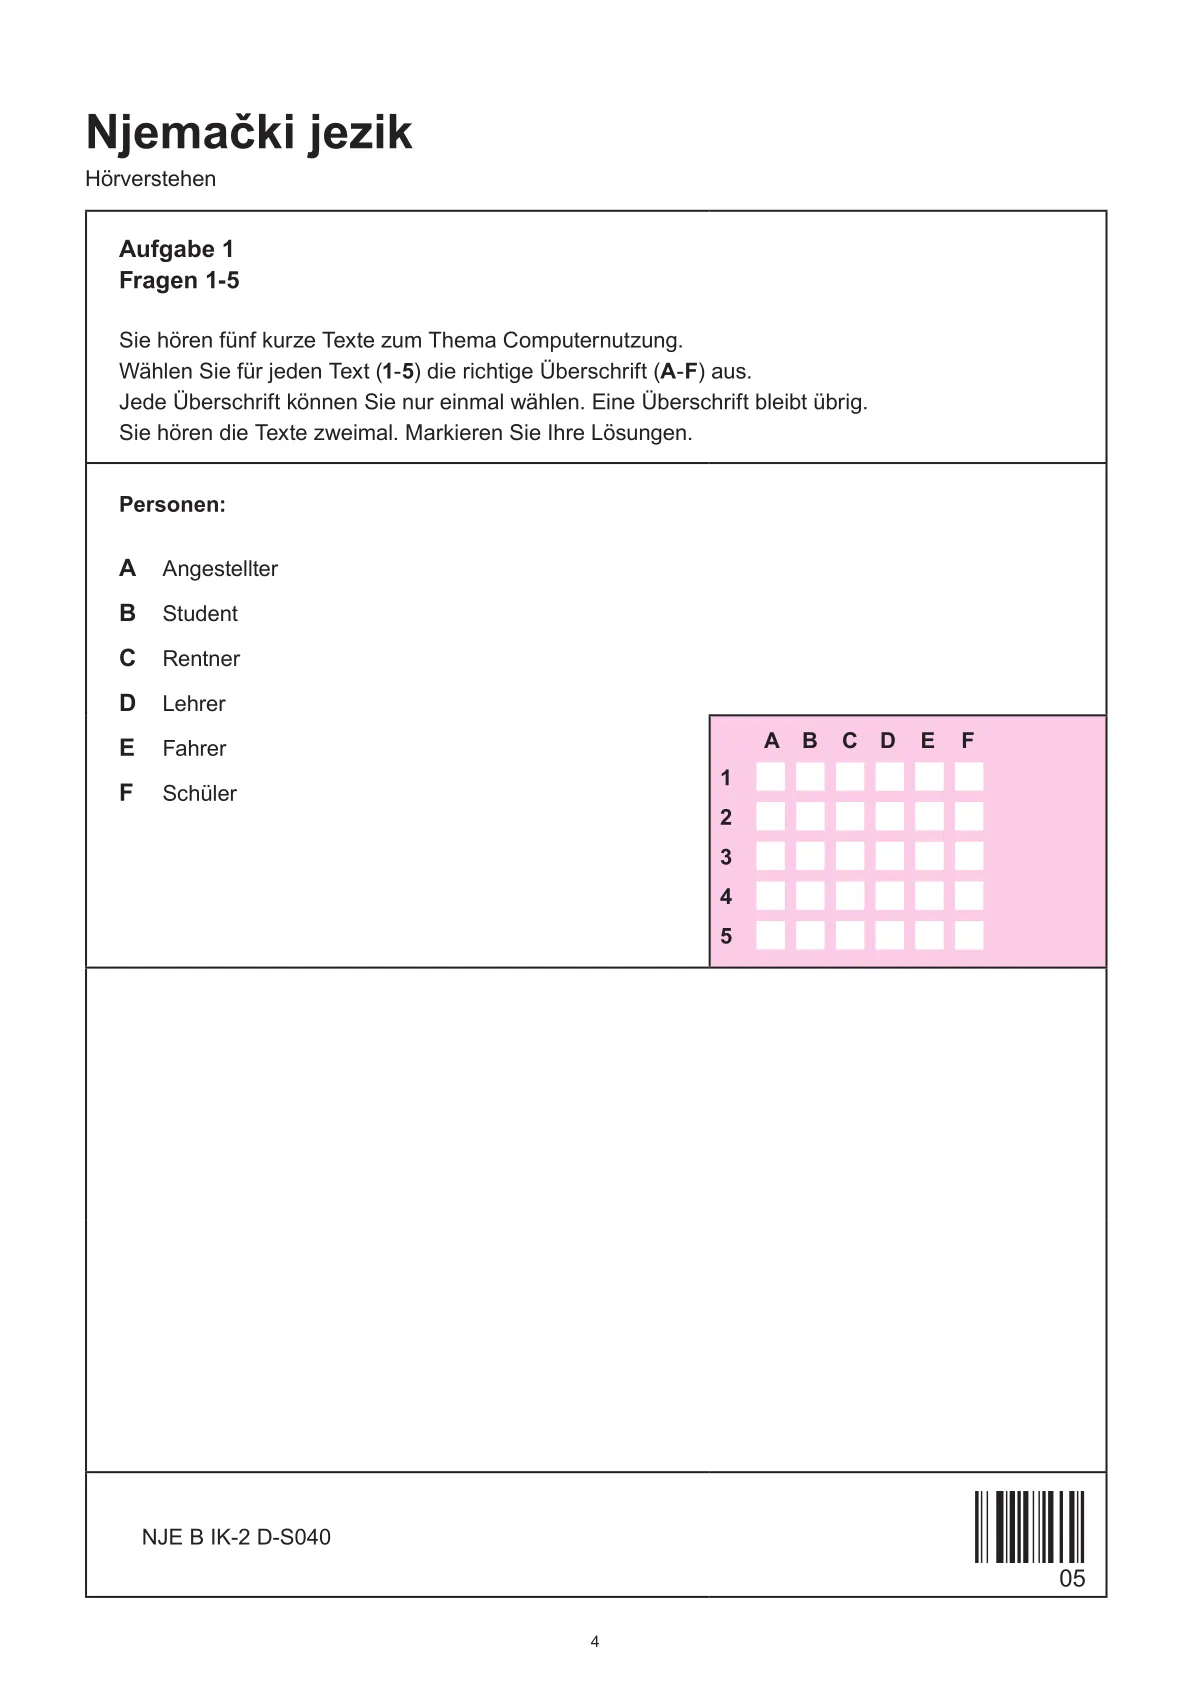 Njemački jezik
Hörverstehen
Aufgabe 1
Fragen 1-5
Sie hören fünf kurze Texte zum Thema Computernutzung.
Wählen Sie für jeden Text (1-5) die richtige Überschrift (A-F) aus.
Jede Überschrift können Sie nur einmal wählen. Eine Überschrift bleibt übrig.
Sie hören die Texte zweimal. Markieren Sie Ihre Lösungen.
Personen:
A Angestellter
B Student
C Rentner
D Lehrer
E Fahrer
F Schüler
A B C D E F
1
2
3
4
5
NJE B IK-2 D-S040
05
4